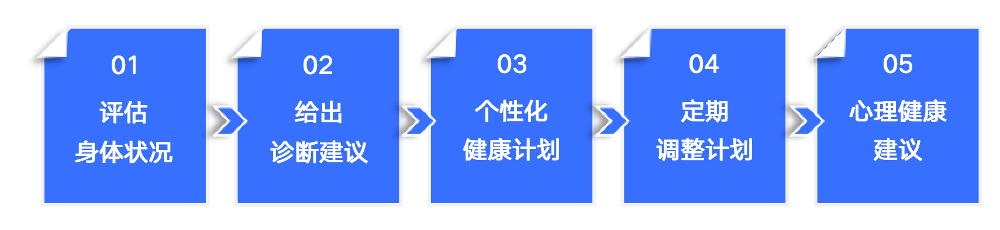 01
评估
身体状况
02
给出
诊断建议
03
个性化
健康计划
04
定期
调整计划
05
心理健康
建议